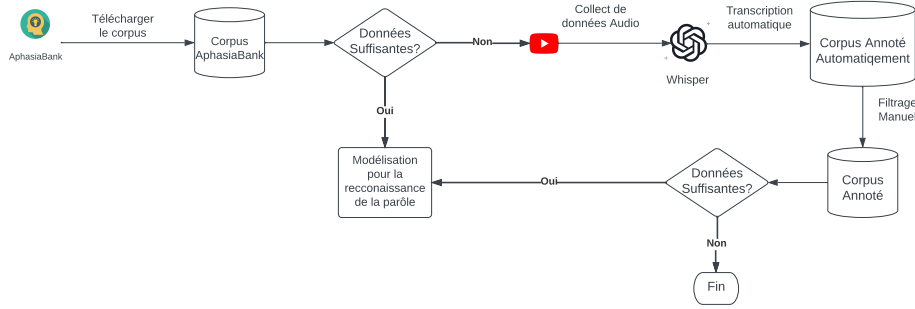 AphasiaBank
Télécharger
le corpus
Corpus
AphasiaBank
Données
Suffisantes?
Non
Collect de
données Audio
Whisper
Transcription
automatique
Corpus Annoté
Automatiqement
Filtrage
Manuel
Oui
Modélisation
pour la
recconaissance
de la parôle
Oui
Données
Suffisantes?
Corpus
Annoté
Non
Fin